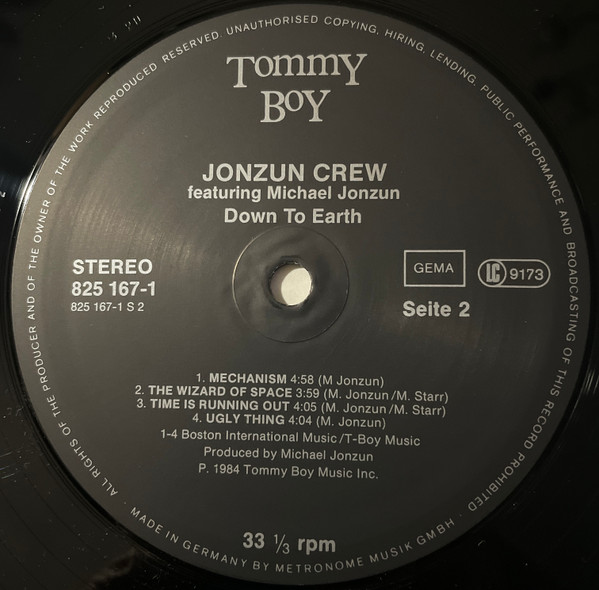 Tommy
Boy
JONZUN CREW
featuring Michael Jonzun
Down To Earth
STEREO
825 167-1
825 167-1 S 2
GEMA
LC 9173
Seite 2
1. MECHANISM 4:58 (M Jonzun)
2. THE WIZARD OF SPACE 3:59 (M. Jonzun/M. Starr)
3. TIME IS RUNNING OUT 4:05 (M. Jonzun/M. Starr)
4. UGLY THING 4:04 (M. Jonzun)
1-4 Boston International Music/T-Boy Music
Produced by Michael Jonzun
P. 1984 Tommy Boy Music Inc.
33 1/3 rpm
ALL RIGHTS OF THE PRODUCER AND OF THE OWNER OF THE WORK REPRODUCED RESERVED. UNAUTHORISED COPYING, HIRING, LENDING, PUBLIC PERFORMANCE AND BROADCASTING OF THIS RECORD PROHIBITED
· MADE IN GERMANY BY METRONOME MUSIK GMBH ·